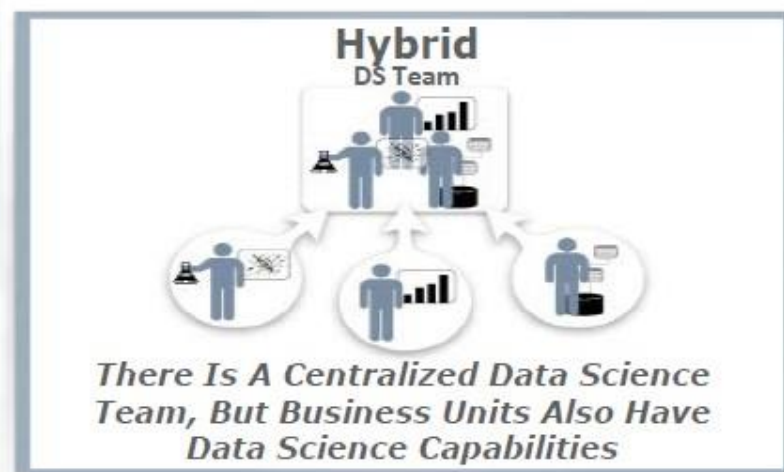 Hybrid
DS Team
There Is A Centralized Data Science
Team, But Business Units Also Have
Data Science Capabilities